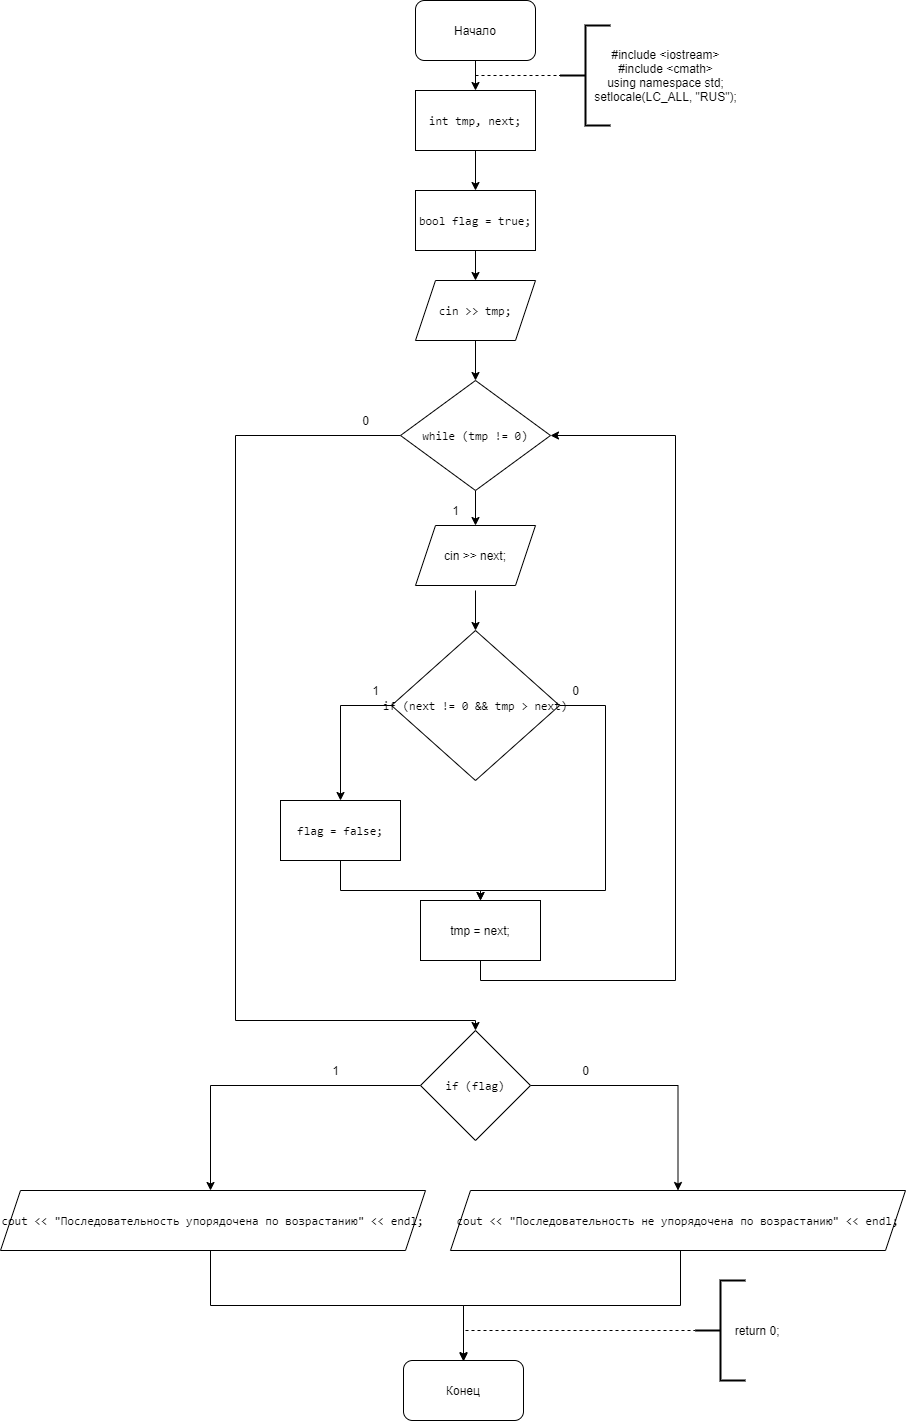 Начало
#include <iostream>
#include <cmath>
using namespace std;
setlocale(LC_ALL, "RUS");
int tmp, next;
bool flag = true;
cin >> tmp;
0
while (tmp != 0)
1
cin >> next;
1
0
if (next != 0 && tmp > next)
flag = false;
tmp = next;
1
0
if (flag)
cout << "Последовательность упорядочена по возрастанию" << endl;
cout << "Последовательность не упорядочена по возрастанию" << endl;
return 0;
Конец